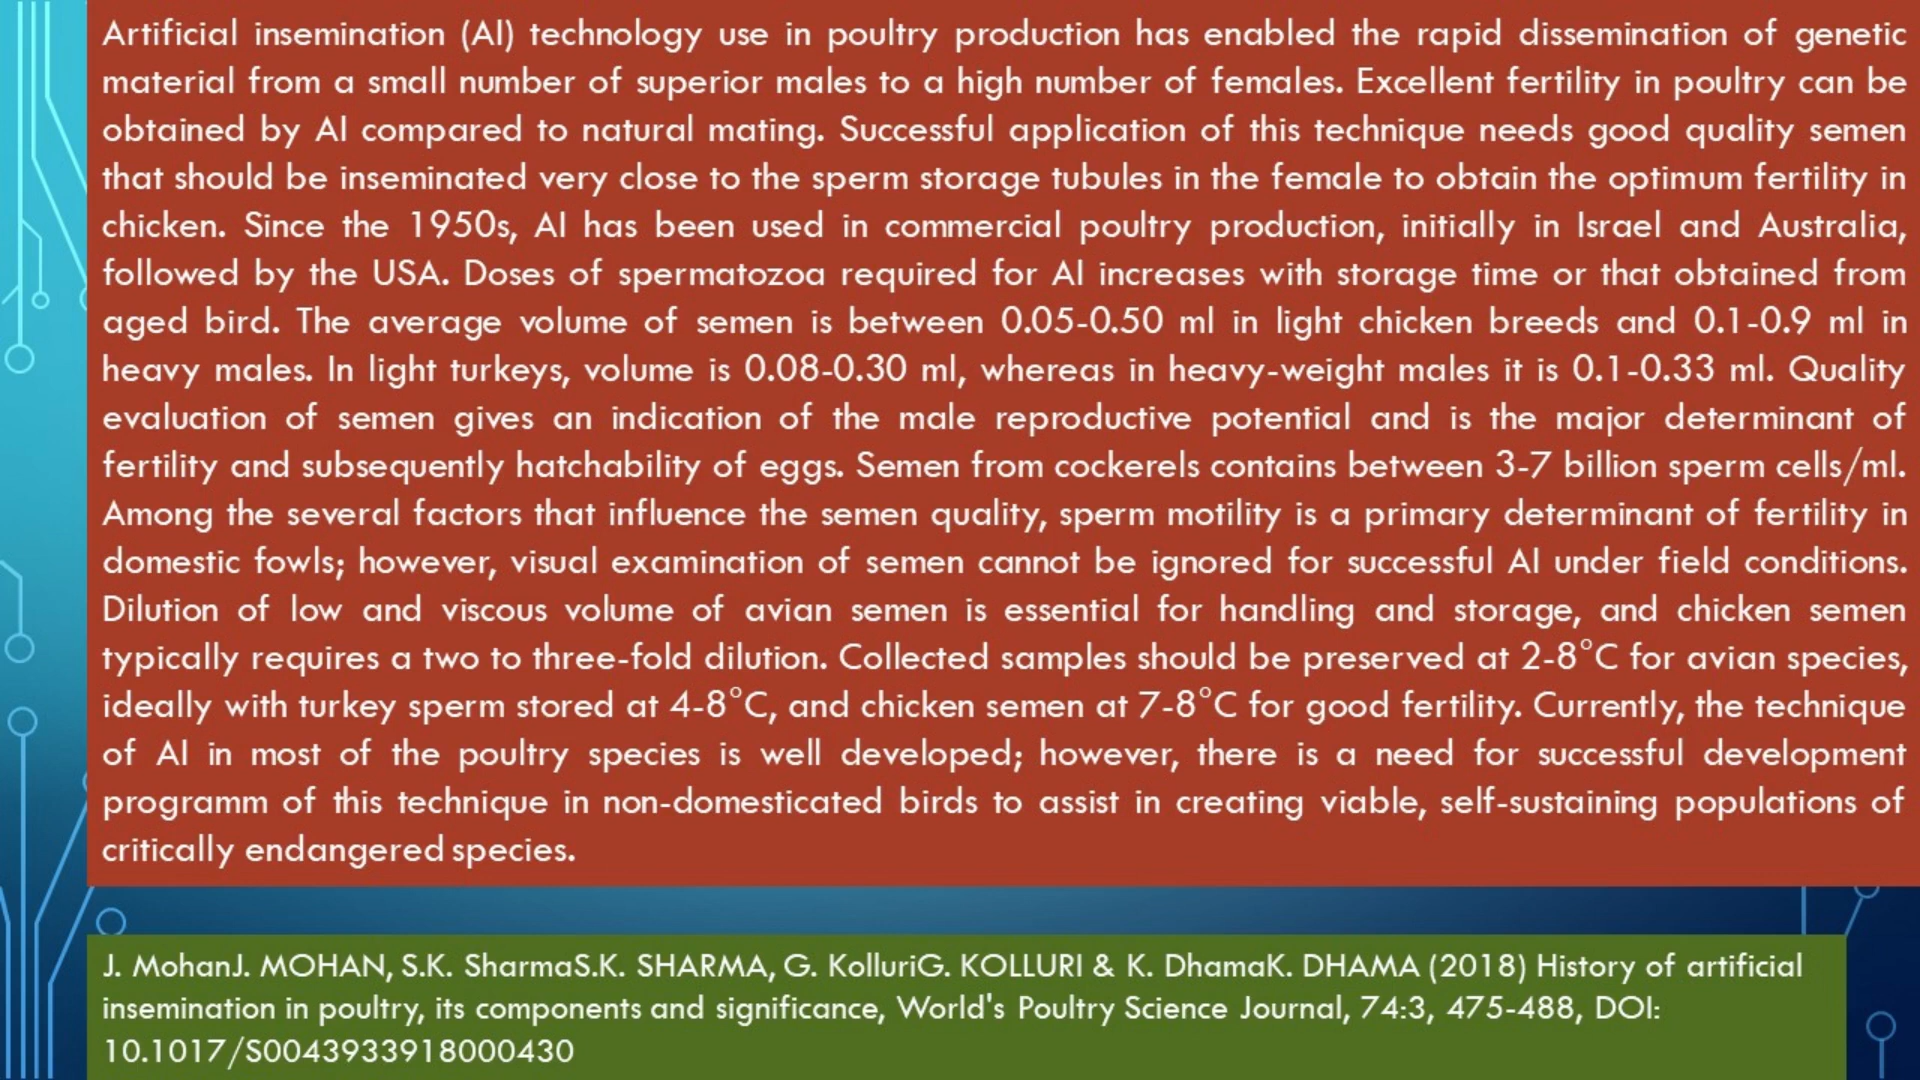 Artificial insemination (AI) technology use in poultry production has enabled the rapid dissemination of genetic
material from a small number of superior males to a high number of females. Excellent fertility in poultry can be
obtained by AI compared to natural mating. Successful application of this technique needs good quality semen
that should be inseminated very close to the sperm storage tubules in the female to obtain the optimum fertility in
chicken. Since the 1950s, AI has been used in commercial poultry production, initially in Israel and Australia,
followed by the USA. Doses of spermatozoa required for AI increases with storage time or that obtained from
aged bird. The average volume of semen is between 0.05-0.50 ml in light chicken breeds and 0.1-0.9 ml in
heavy males. In light turkeys, volume is 0.08-0.30 ml, whereas in heavy-weight males it is 0.1-0.33 ml. Quality
evaluation of semen gives an indication of the male reproductive potential and is the major determinant of
fertility and subsequently hatchability of eggs. Semen from cockerels contains between 3-7 billion sperm cells/ml.
Among the several factors that influence the semen quality, sperm motility is a primary determinant of fertility in
domestic fowls; however, visual examination of semen cannot be ignored for successful AI under field conditions.
Dilution of low and viscous volume of avian semen is essential for handling and storage, and chicken semen
typically requires a two to three-fold dilution. Collected samples should be preserved at 2-8°C for avian species,
ideally with turkey sperm stored at 4-8°C, and chicken semen at 7-8°C for good fertility. Currently, the technique
of AI in most of the poultry species is well developed; however, there is a need for successful development
programm of this technique in non-domesticated birds to assist in creating viable, self-sustaining populations of
critically endangered species.
J. MohanJ. MOHAN, S.K. SharmaS.K. SHARMA, G. KolluriG. KOLLURI & K. DhamaK. DHAMA (2018) History of artificial
insemination in poultry, its components and significance, World's Poultry Science Journal, 74:3, 475-488, DOI:
10.1017/S0043933918000430